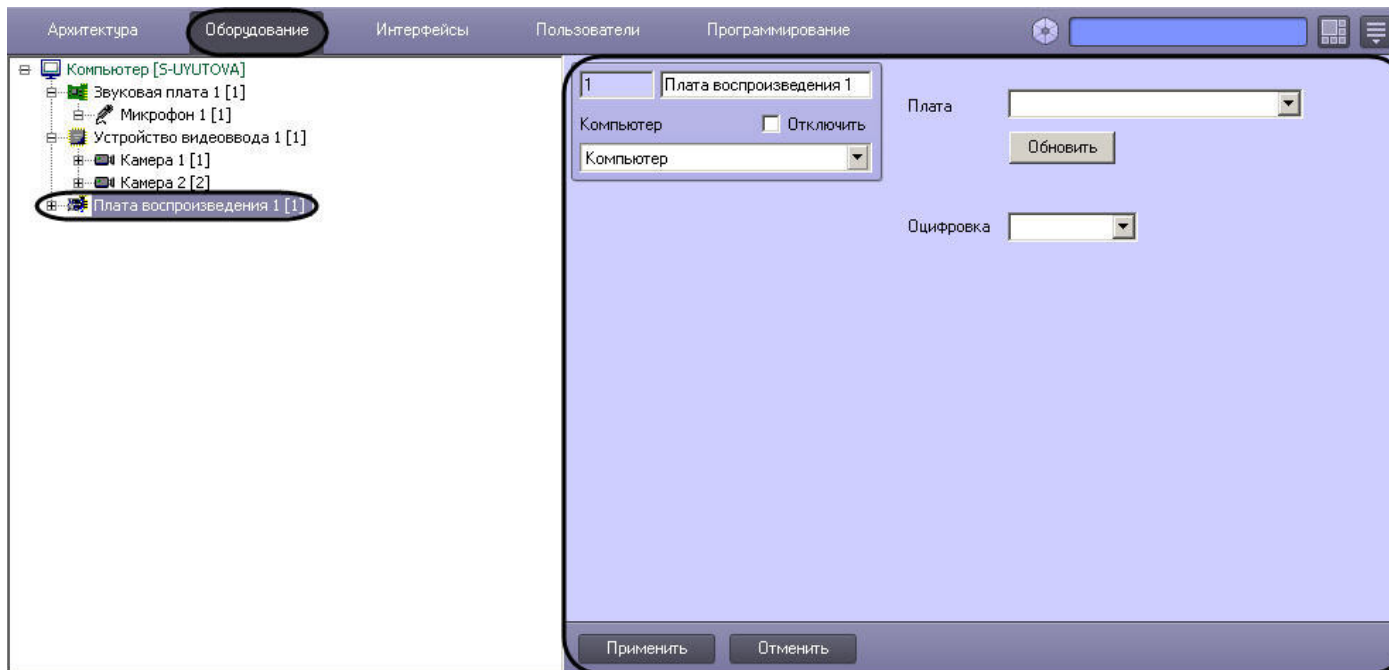 Архитектура Оборудование Интерфейсы Пользователи Программирование
Компьютер [S-UYUTOVA]
Звуковая плата 1 [1]
Микрофон 1 [1]
Устройство видеоввода 1 [1]
Камера 1 [1]
Камера 2 [2]
Плата воспроизведения 1 [1]
1 Плата воспроизведения 1
Компьютер Отключить
Компьютер
Плата
Обновить
Оцифровка
Применить Отменить